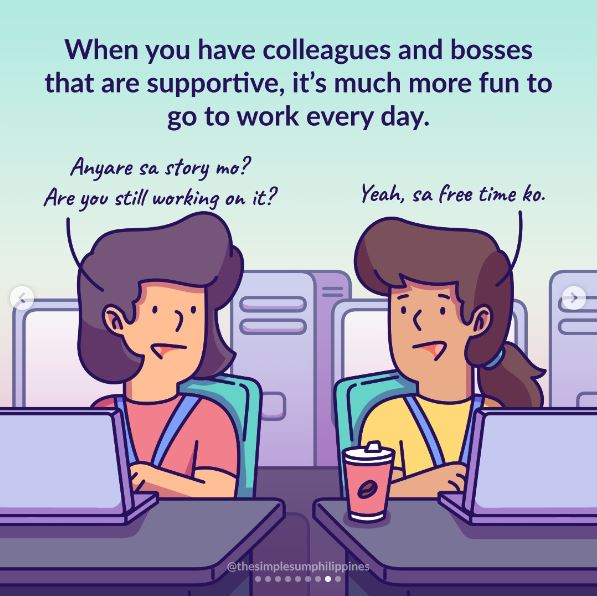 When you have colleagues and bosses
that are supportive, it's much more fun to
go to work every day.
Anyare sa story mo?
Are you still working on it?
Yeah, sa free time ko.
@thesimplesumphilippines